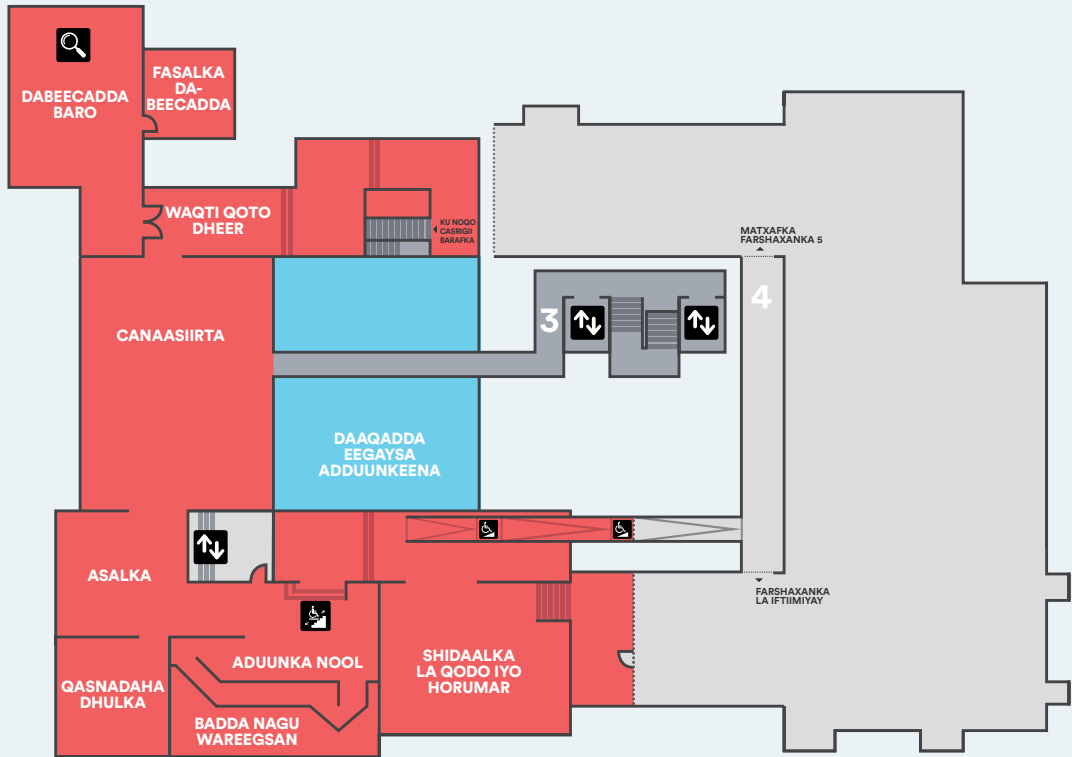 DABEECADDA
BARO
FASALKA
DA-
BEECADDA
WAQTI QOTO
DHEER
KU NOQO
CASRIGII
BARAFKA
MATXAFKA
FARSHAXANKA 5
3
4
CANAASIIRTA
DAAQADDA
EEGAYSA
ADDUUNKEENA
ASALKA
FARSHAXANKA
LA IFTIIMIYAY
ADUUNKA NOOL
SHIDAALKA
LA QODO IYO
HORUMAR
QASNADAHA
DHULKA
BADDA NAGU
WAREEGSAN